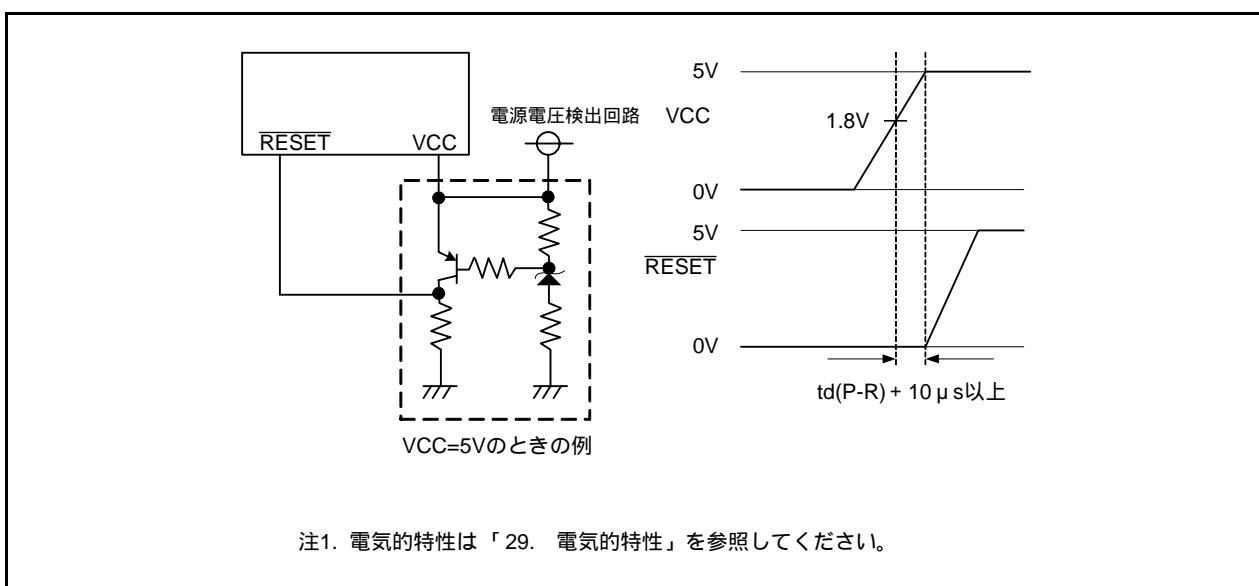 RESET
VCC
電源電圧検出回路
VCC=5Vのときの例
5V
VCC
1.8V
0V
5V
RESET
0V
td(P-R) + 10 μs以上
注1. 電気的特性は「29. 電気的特性」を参照してください。